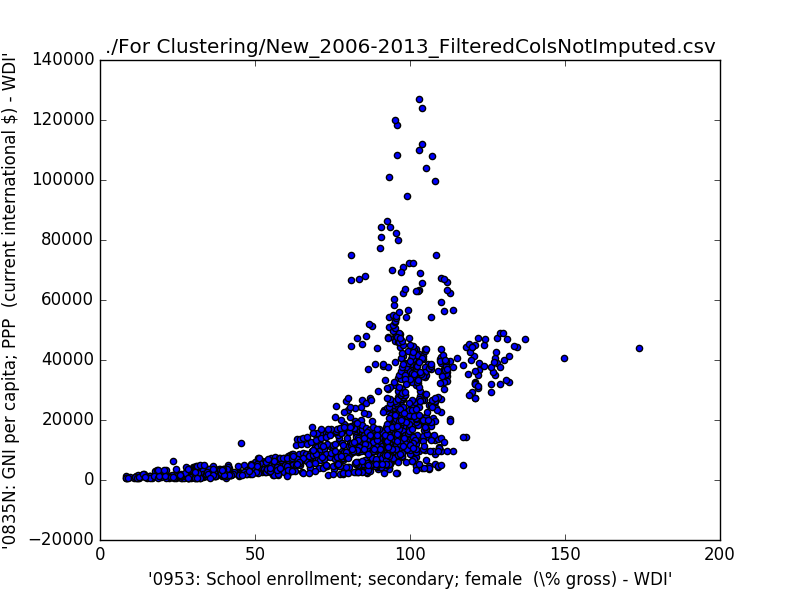 ./For Clustering/New_2006-2013_FilteredColsNotImputed.csv
'0835N: GNI per capita; PPP  (current international $) - WDI'
140000
120000
100000
80000
60000
40000
20000
0
−20000
0 50 100 150 200
'0953: School enrollment; secondary; female  (\% gross) - WDI'